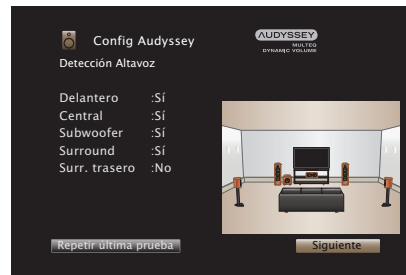 Config Audyssey
AUDYSSEY
MULTEQ
DYNAMIC VOLUME
Detección Altavoz
Delantero :Sí
Central :Sí
Subwoofer :Sí
Surround :Sí
Surr. trasero :No
Repetir última prueba
Siguiente